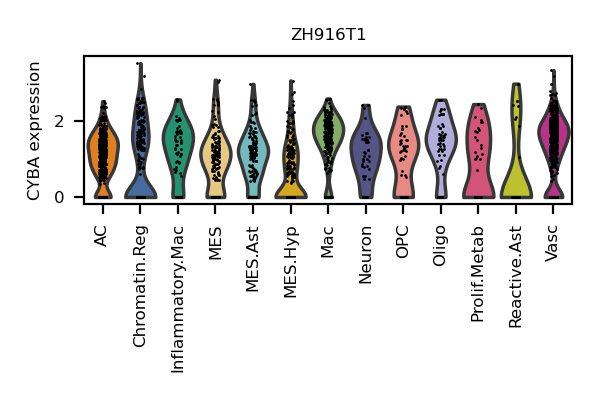 ZH916T1
CYBA expression
2
0
AC
Chromatin.Reg
Inflammatory.Mac
MES
MES.Ast
MES.Hyp
Mac
Neuron
OPC
Oligo
Prolif.Metab
Reactive.Ast
Vasc